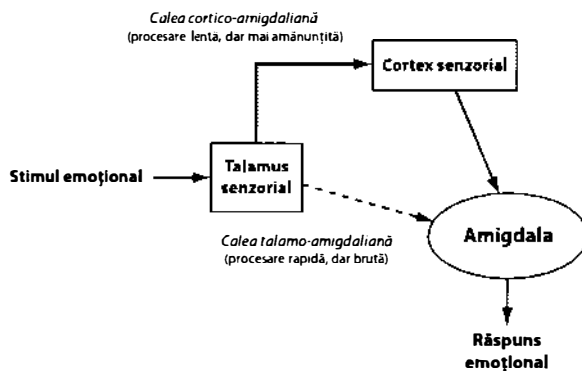 Calea cortico-amigdaliană
(procesare lentă, dar mai amănunțită)
Cortex senzorial
Stimul emoțional
Talamus
senzorial
Calea talamo-amigdaliană
(procesare rapidă, dar brută)
Amigdala
Răspuns
emoțional